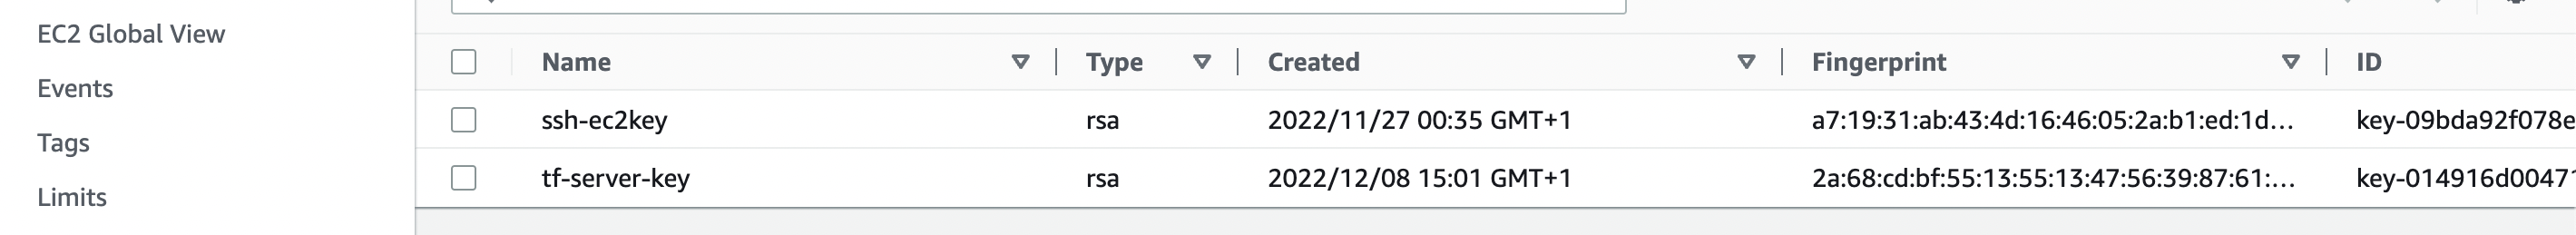 EC2 Global View
Events
Tags
Limits
Name Type Created Fingerprint ID
ssh-ec2key rsa 2022/11/27 00:35 GMT+1 a7:19:31:ab:43:4d:16:46:05:2a:b1:ed:1d... key-09bda92f078e
tf-server-key rsa 2022/12/08 15:01 GMT+1 2a:68:cd:bf:55:13:55:13:47:56:39:87:61:... key-014916d00471